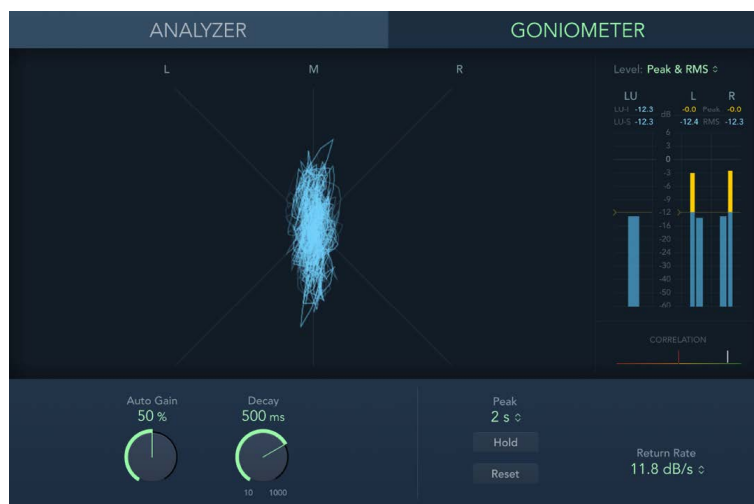 ANALYZER
GONIOMETER
L M R
Level: Peak & RMS
LU L R
LU-I -12.3 dB -0.0 Peak -0.0
LU-S -12.3 -12.4 RMS -12.3
6
3
0
-3
-6
-9
-12
-16
-20
-24
-30
-40
-50
-60
CORRELATION
Auto Gain
50 %
Decay
500 ms
10 1000
Peak
2 s
Hold
Reset
Return Rate
11.8 dB/s